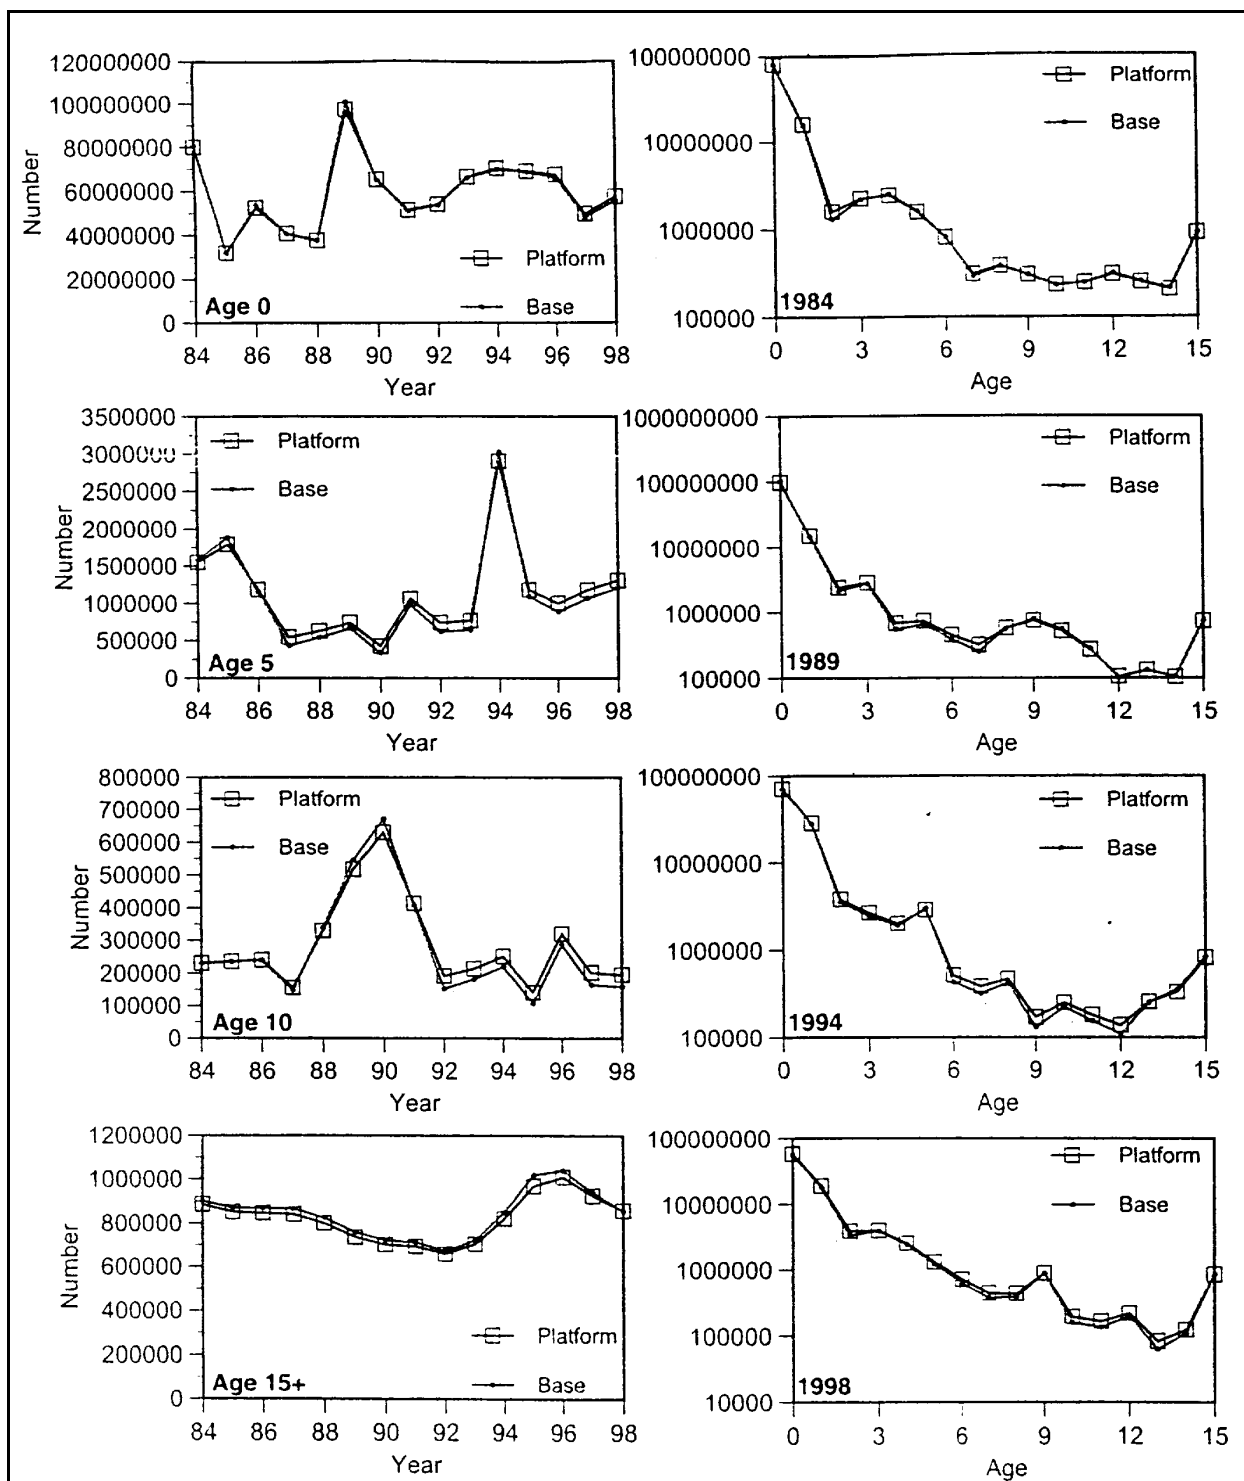 120000000
100000000
80000000
60000000
40000000
20000000
0
Number
Platform
Base
Age 0
84 86 88 90 92 94 96 98
Year
100000000
10000000
1000000
100000
Platform
Base
1984
0 3 6 9 12 15
Age
3500000
3000000
2500000
2000000
1500000
1000000
500000
0
Number
Platform
Base
Age 5
84 86 88 90 92 94 96 98
Year
1000000000
100000000
10000000
1000000
100000
Platform
Base
1989
0 3 6 9 12 15
Age
800000
700000
600000
500000
400000
300000
200000
100000
0
Number
Platform
Base
Age 10
84 86 88 90 92 94 96 98
Year
100000000
10000000
1000000
100000
Platform
Base
1994
0 3 6 9 12 15
Age
1200000
1000000
800000
600000
400000
200000
0
Number
Platform
Base
Age 15+
84 86 88 90 92 94 96 98
Year
100000000
10000000
1000000
100000
10000
Platform
Base
1998
0 3 6 9 12 15
Age